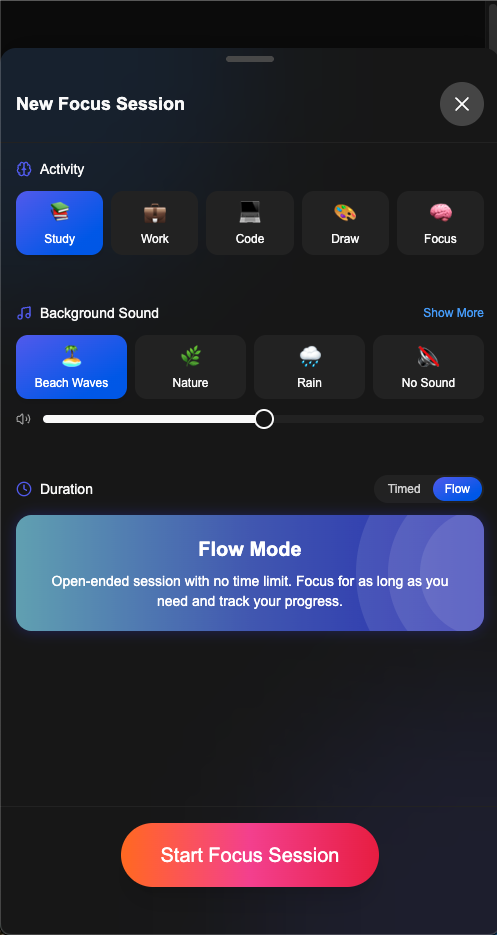 New Focus Session
Activity
Study
Work
Code
Draw
Focus
Background Sound
Show More
Beach Waves
Nature
Rain
No Sound
Duration
Timed
Flow
Flow Mode
Open-ended session with no time limit. Focus for as long as you
need and track your progress.
Start Focus Session